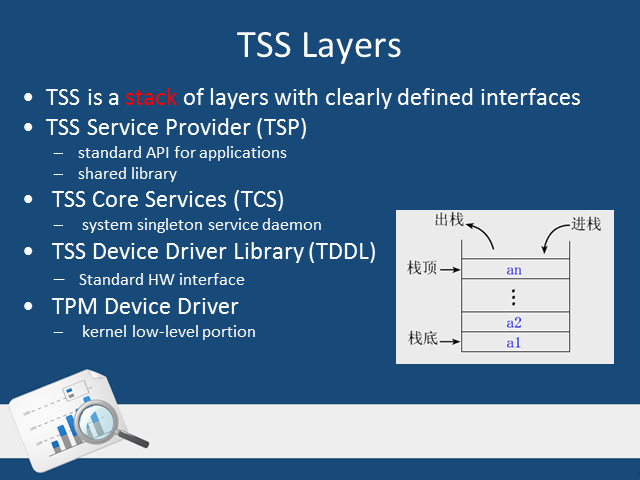 TSS Layers
• TSS is a stack of layers with clearly defined interfaces
• TSS Service Provider (TSP)
– standard API for applications
– shared library
• TSS Core Services (TCS)
– system singleton service daemon
• TSS Device Driver Library (TDDL)
– Standard HW interface
• TPM Device Driver
– kernel low-level portion
出栈
进栈
栈顶
an
⋮
a2
栈底
a1